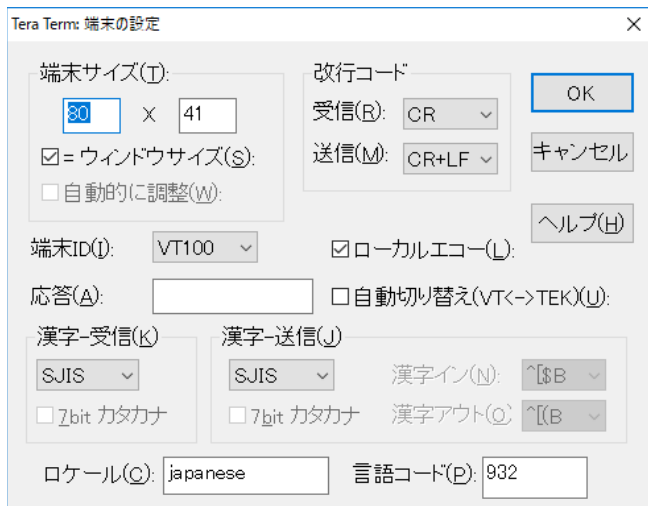 Tera Term: 端末の設定
端末サイズ(T):
80 X 41
= ウィンドウサイズ(S):
自動的に調整(W):
改行コード
受信(R): CR
送信(M): CR+LF
OK
キャンセル
ヘルプ(H)
端末ID(I): VT100
ローカルエコー(L):
応答(A):
自動切り替え(VT<->TEK)(U):
漢字-受信(K)
SJIS
7bit カタカナ
漢字-送信(J)
SJIS
7bit カタカナ
漢字イン(N): ^[$B
漢字アウト(O) ^[(B
ロケール(C): japanese
言語コード(P): 932